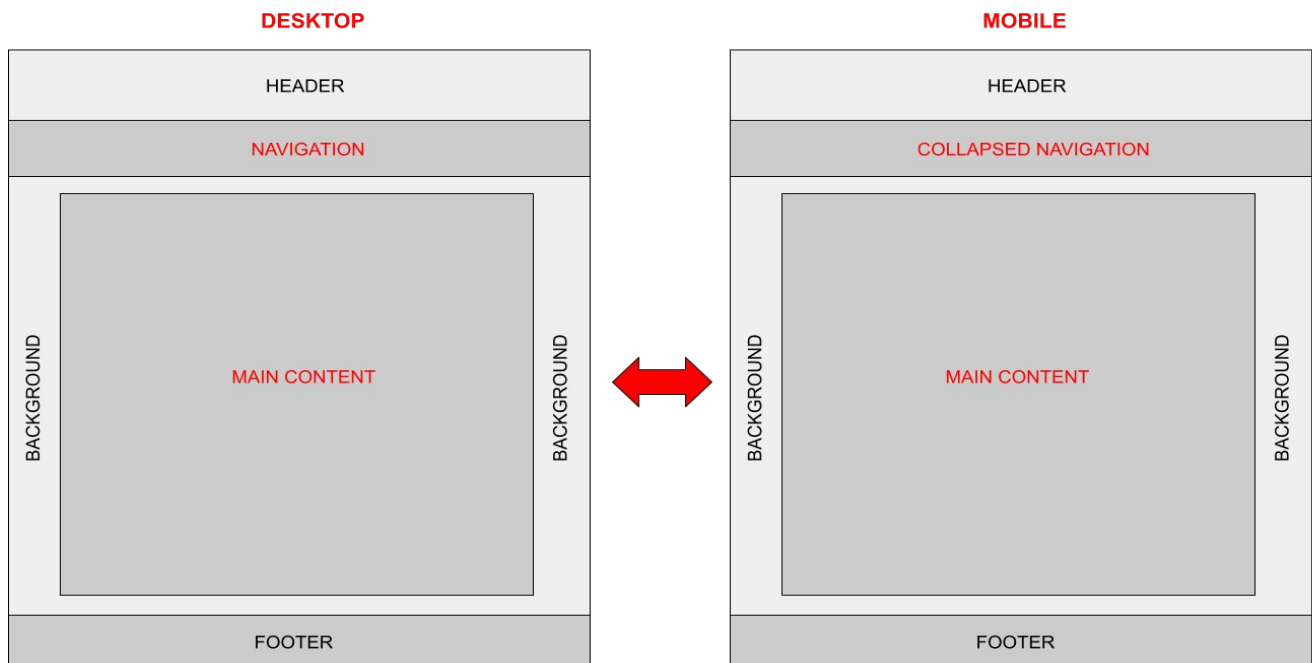 DESKTOP
HEADER
NAVIGATION
BACKGROUND
MAIN CONTENT
BACKGROUND
FOOTER
MOBILE
HEADER
COLLAPSED NAVIGATION
BACKGROUND
MAIN CONTENT
BACKGROUND
FOOTER